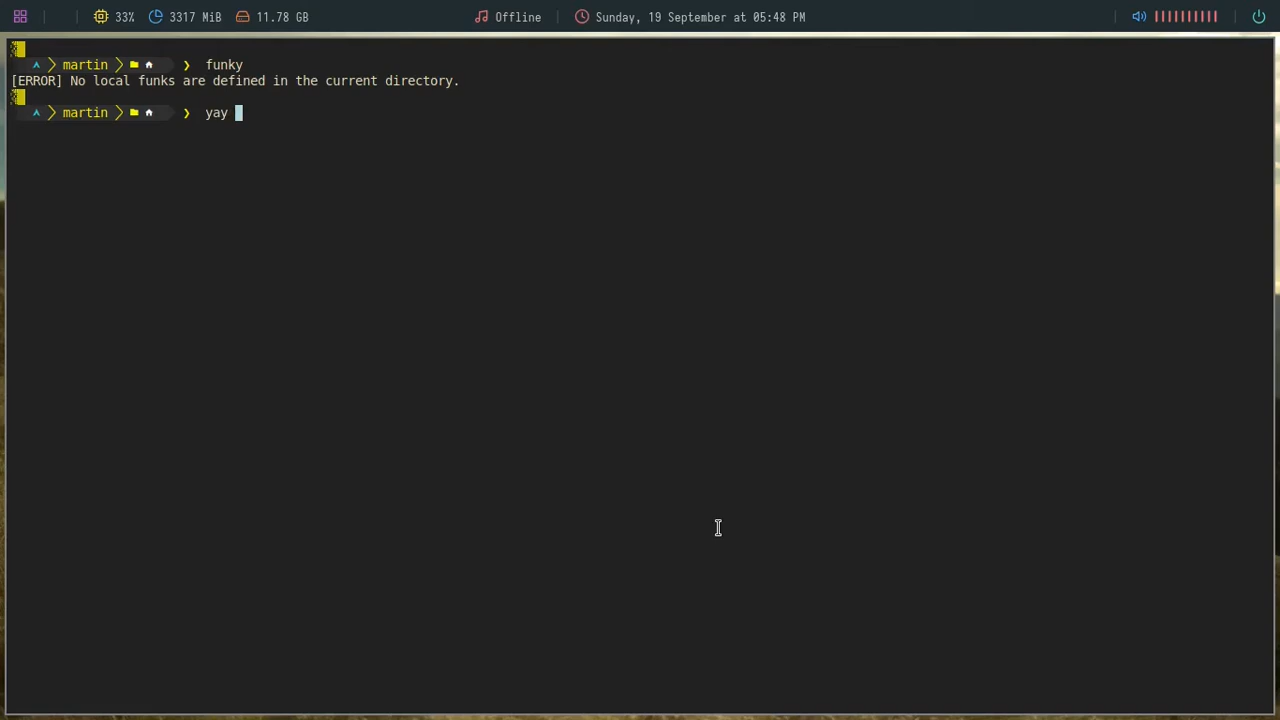 33% 3317 MiB 11.78 GB Offline Sunday, 19 September at 05:48 PM
martin ❯ funky
[ERROR] No local funks are defined in the current directory.
martin ❯ yay